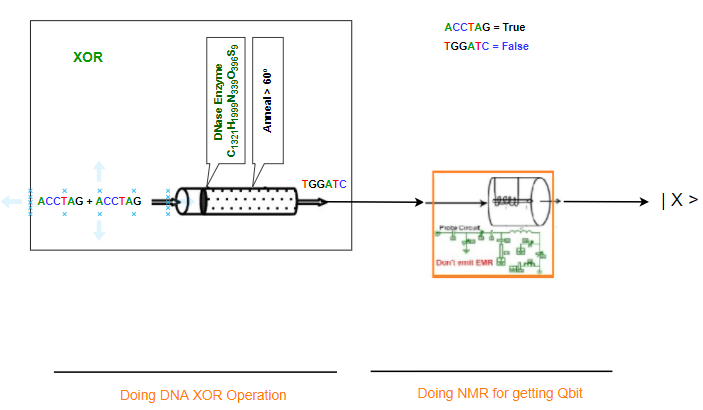 ACCTAG = True
TGGATC = False
XOR
DNase Enzyme
C1321H1999N339O396S9
Anneal > 60°
ACCTAG + ACCTAG
TGGATC
| X >
Probe Circuit
Don't emit EMR
Doing DNA XOR Operation
Doing NMR for getting Qbit